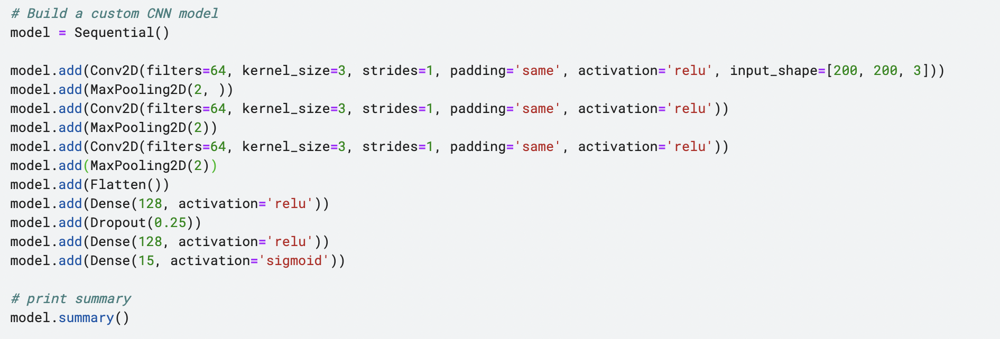 # Build a custom CNN model
model = Sequential()
model.add(Conv2D(filters=64, kernel_size=3, strides=1, padding='same', activation='relu', input_shape=[200, 200, 3]))
model.add(MaxPooling2D(2, ))
model.add(Conv2D(filters=64, kernel_size=3, strides=1, padding='same', activation='relu'))
model.add(MaxPooling2D(2))
model.add(Conv2D(filters=64, kernel_size=3, strides=1, padding='same', activation='relu'))
model.add(MaxPooling2D(2))
model.add(Flatten())
model.add(Dense(128, activation='relu'))
model.add(Dropout(0.25))
model.add(Dense(128, activation='relu'))
model.add(Dense(15, activation='sigmoid'))
# print summary
model.summary()